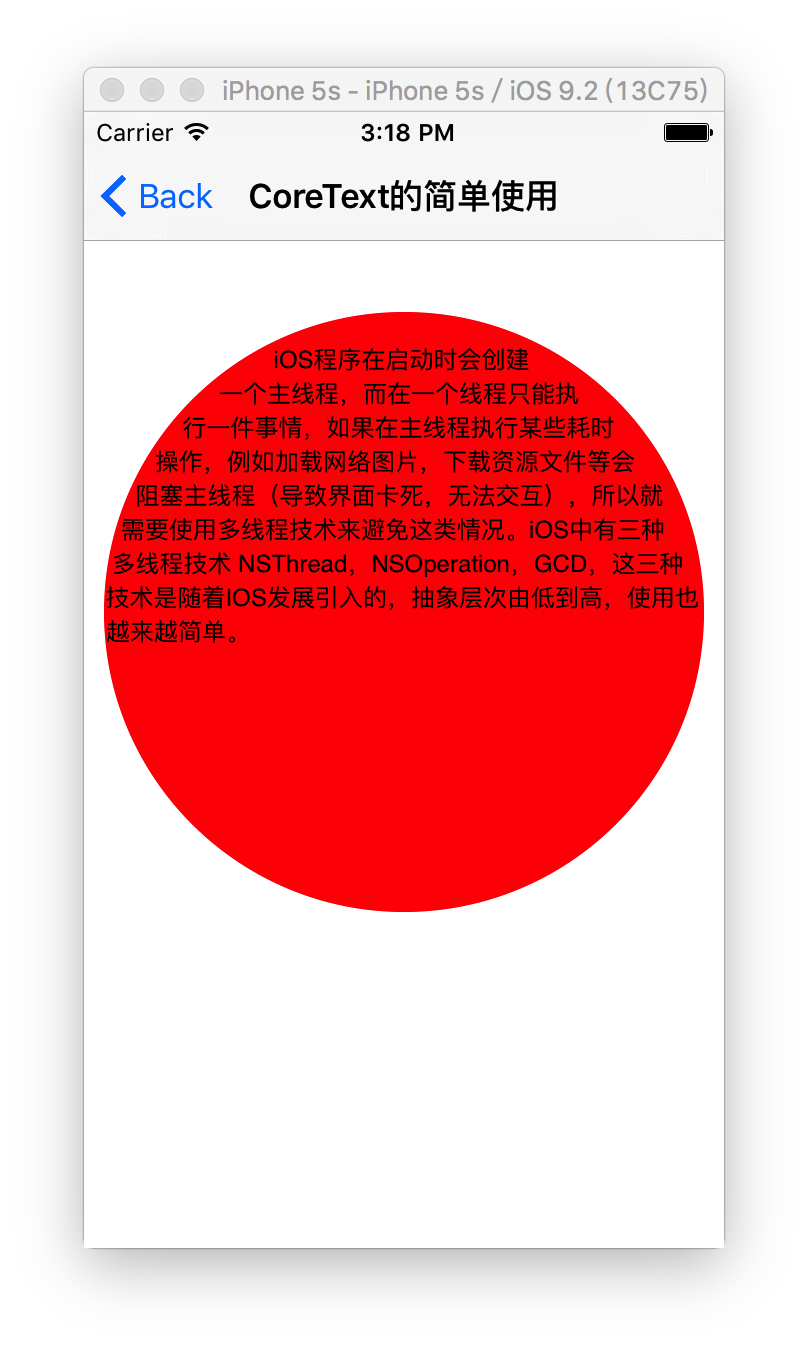 iPhone 5s - iPhone 5s / iOS 9.2 (13C75)
Carrier 3:18 PM
Back CoreText的简单使用
iOS程序在启动时会创建
一个主线程，而在一个线程只能执
行一件事情，如果在主线程执行某些耗时
操作，例如加载网络图片，下载资源文件等会
阻塞主线程（导致界面卡死，无法交互），所以就
需要使用多线程技术来避免这类情况。iOS中有三种
多线程技术 NSThread，NSOperation，GCD，这三种
技术是随着IOS发展引入的，抽象层次由低到高，使用也
越来越简单。